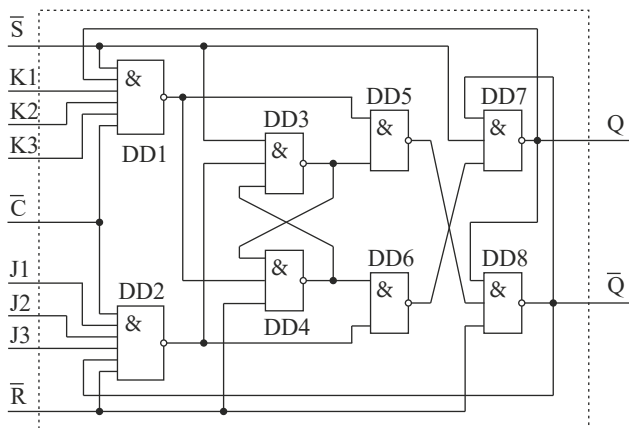 S̅
K1
K2
K3
C̅
J1
J2
J3
R̅
&
DD1
&
DD2
DD3
&
&
DD4
DD5
&
DD6
&
DD7
&
DD8
&
Q
Q̅